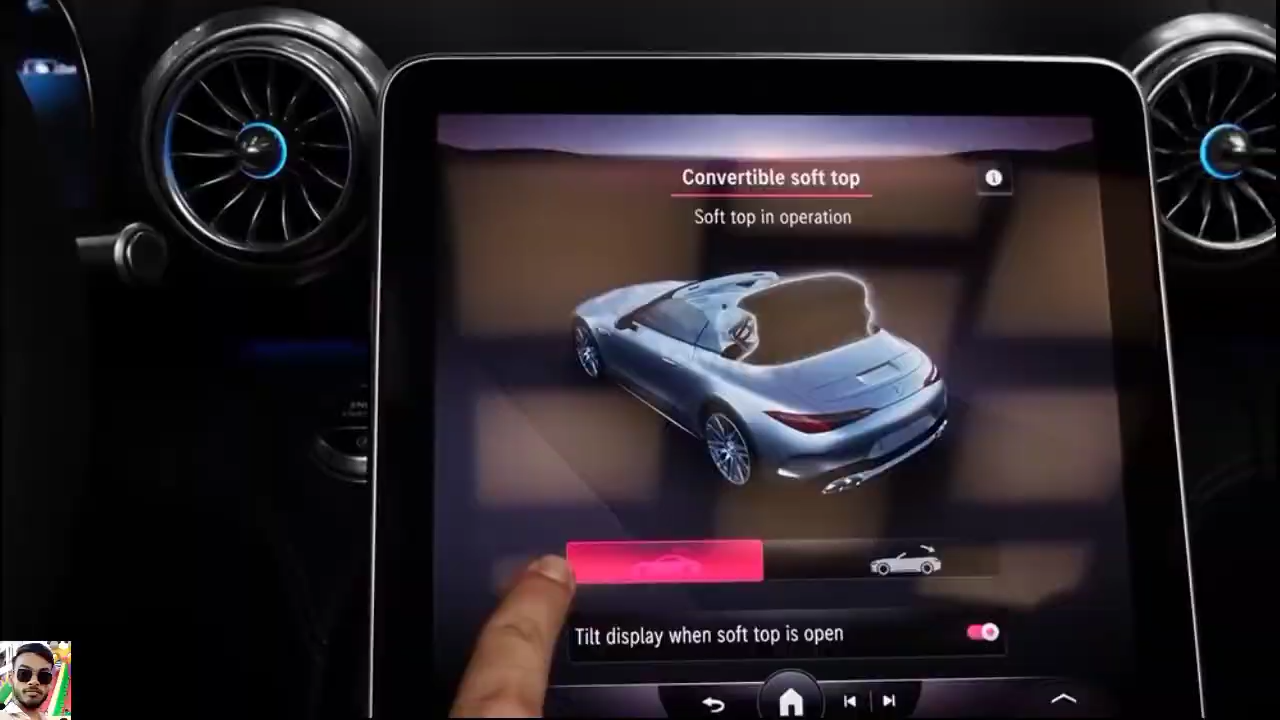 Convertible soft top
Soft top in operation
Tilt display when soft top is open